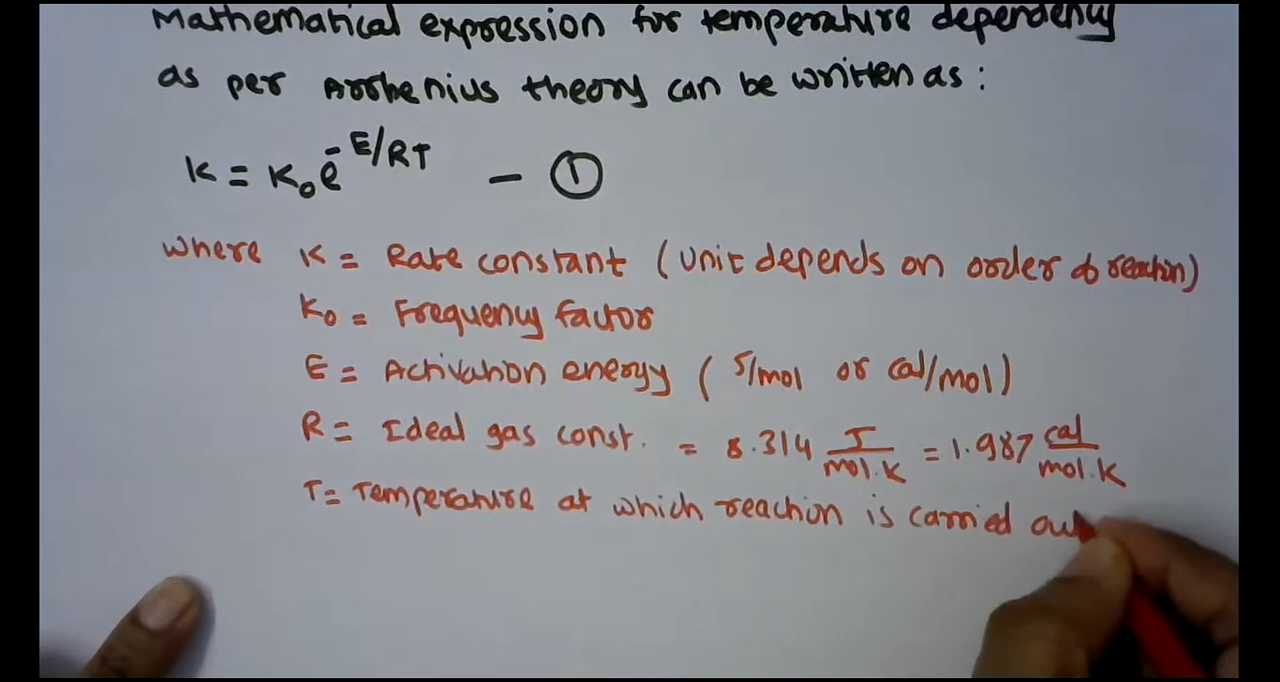 Mathematical expression for temperature dependency
as per Arrhenius theory can be written as :
K = K₀ e^-E/RT - ①
where K = Rate constant (Unit depends on order of reaction)
K₀ = Frequency factor
E = Activation energy ( J/mol or cal/mol)
R = Ideal gas const. = 8.314 J/mol.K = 1.987 cal/mol.K
T = Temperature at which reaction is carried out